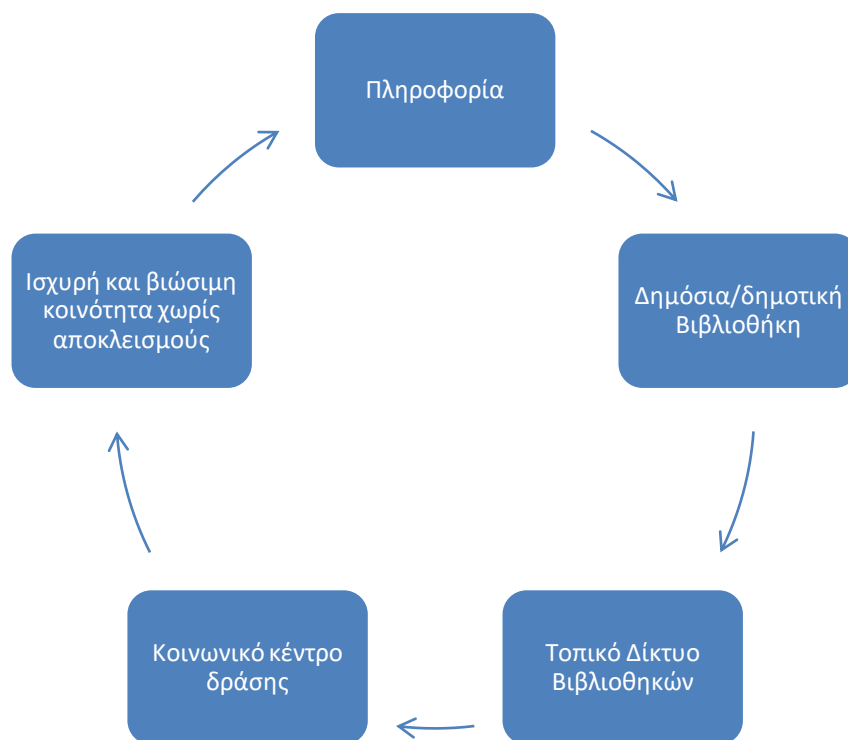 Πληροφορία
Δημόσια/δημοτική
Βιβλιοθήκη
Τοπικό Δίκτυο
Βιβλιοθηκών
Κοινωνικό κέντρο
δράσης
Ισχυρή και βιώσιμη
κοινότητα χωρίς
αποκλεισμούς